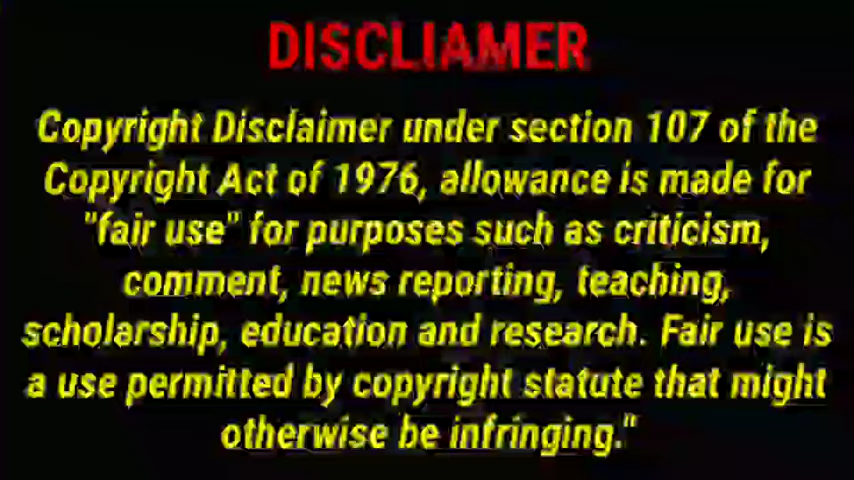 DISCLIAMER
Copyright Disclaimer under section 107 of the
Copyright Act of 1976, allowance is made for
"fair use" for purposes such as criticism,
comment, news reporting, teaching,
scholarship, education and research. Fair use is
a use permitted by copyright statute that might
otherwise be infringing."